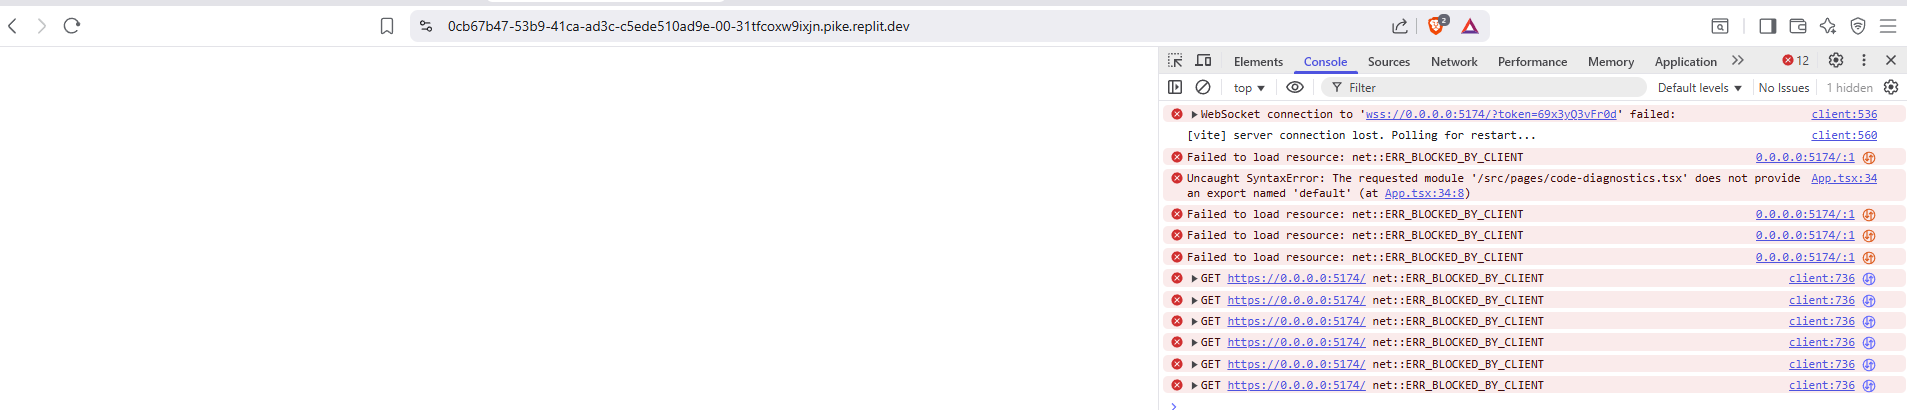 0cb67b47-53b9-41ca-ad3c-c5ede510ad9e-00-31tfcoxw9ixjn.pike.replit.dev
2
Elements Console Sources Network Performance Memory Application 12
top Filter Default levels No Issues 1 hidden
WebSocket connection to 'wss://0.0.0.0:5174/?token=69x3yQ3vFr0d' failed: client:536
[vite] server connection lost. Polling for restart... client:560
Failed to load resource: net::ERR_BLOCKED_BY_CLIENT 0.0.0.0:5174/:1
Uncaught SyntaxError: The requested module '/src/pages/code-diagnostics.tsx' does not provide App.tsx:34
an export named 'default' (at App.tsx:34:8)
Failed to load resource: net::ERR_BLOCKED_BY_CLIENT 0.0.0.0:5174/:1
Failed to load resource: net::ERR_BLOCKED_BY_CLIENT 0.0.0.0:5174/:1
Failed to load resource: net::ERR_BLOCKED_BY_CLIENT 0.0.0.0:5174/:1
GET https://0.0.0.0:5174/ net::ERR_BLOCKED_BY_CLIENT client:736
GET https://0.0.0.0:5174/ net::ERR_BLOCKED_BY_CLIENT client:736
GET https://0.0.0.0:5174/ net::ERR_BLOCKED_BY_CLIENT client:736
GET https://0.0.0.0:5174/ net::ERR_BLOCKED_BY_CLIENT client:736
GET https://0.0.0.0:5174/ net::ERR_BLOCKED_BY_CLIENT client:736
GET https://0.0.0.0:5174/ net::ERR_BLOCKED_BY_CLIENT client:736